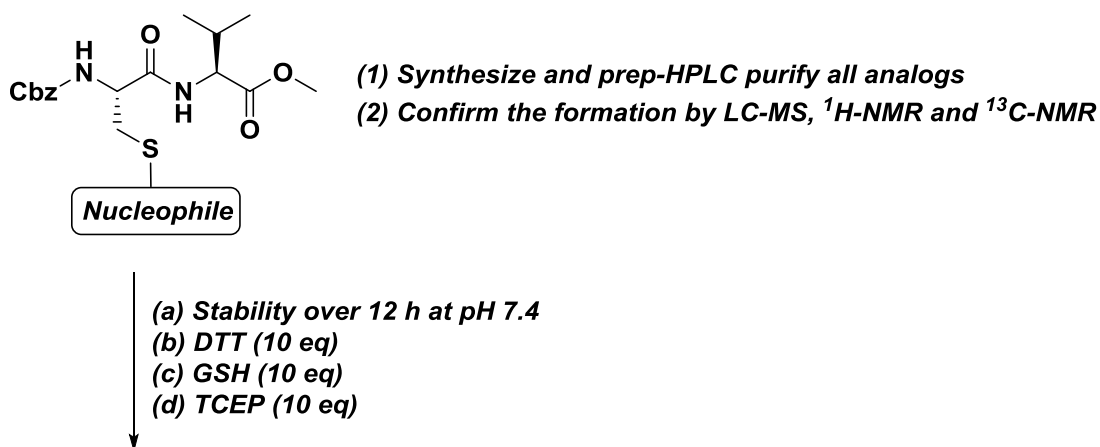 H
N
Cbz
O
N
H
O
O
S
Nucleophile
(1) Synthesize and prep-HPLC purify all analogs
(2) Confirm the formation by LC-MS, ¹H-NMR and ¹³C-NMR
(a) Stability over 12 h at pH 7.4
(b) DTT (10 eq)
(c) GSH (10 eq)
(d) TCEP (10 eq)